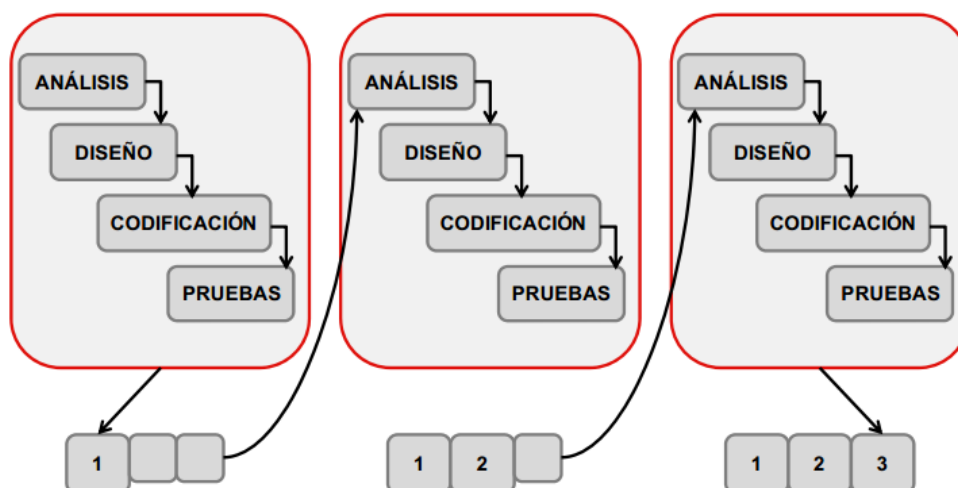 ANÁLISIS
DISEÑO
CODIFICACIÓN
PRUEBAS
ANÁLISIS
DISEÑO
CODIFICACIÓN
PRUEBAS
ANÁLISIS
DISEÑO
CODIFICACIÓN
PRUEBAS
1
1 2
1 2 3